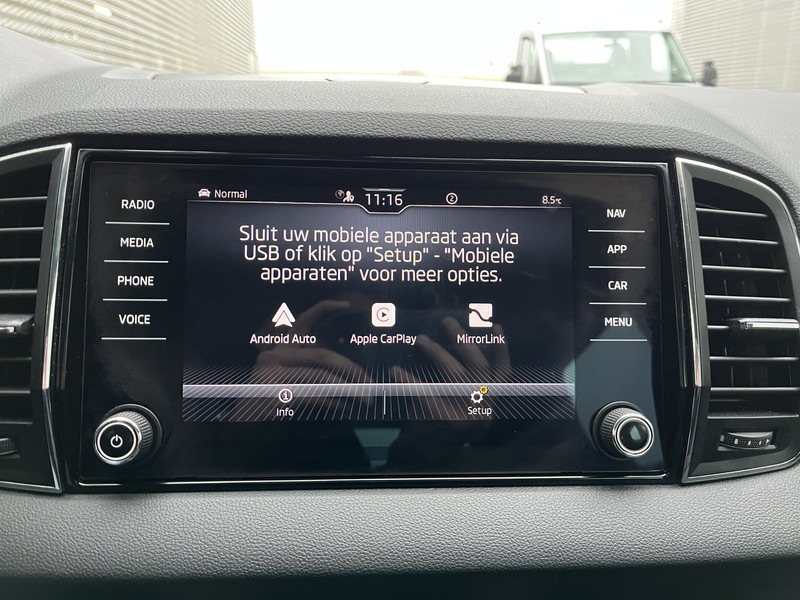 Normal
11:16
2
8.5°C
RADIO
MEDIA
PHONE
VOICE
Sluit uw mobiele apparaat aan via
USB of klik op "Setup" - "Mobiele
apparaten" voor meer opties.
Android Auto
Apple CarPlay
MirrorLink
Info
Setup
NAV
APP
CAR
MENU